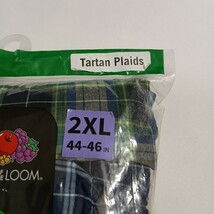 Tartan Plaids
2XL
44-46 IN
LOOM.